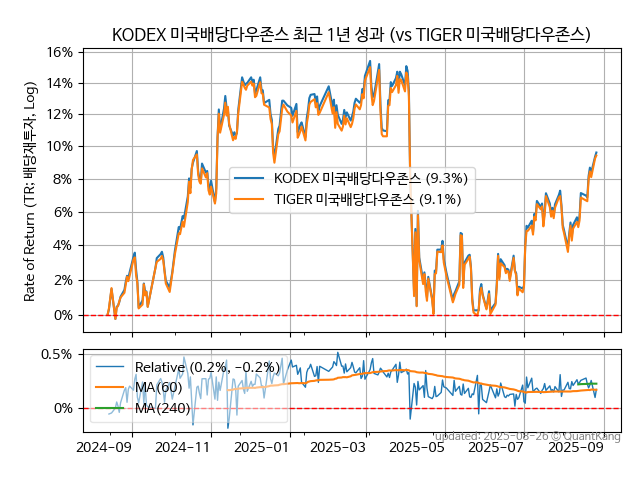 KODEX 미국배당다우존스 최근 1년 성과 (vs TIGER 미국배당다우존스)
16%
14%
12%
10%
8%
6%
4%
2%
0%
Rate of Return (TR: 배당재투자, Log)
KODEX 미국배당다우존스 (9.3%)
TIGER 미국배당다우존스 (9.1%)
0.5%
0%
Relative (0.2%, −0.2%)
MA(60)
MA(240)
updated: 2025-08-26 © QuantKang
2024-09 2024-11 2025-01 2025-03 2025-05 2025-07 2025-09